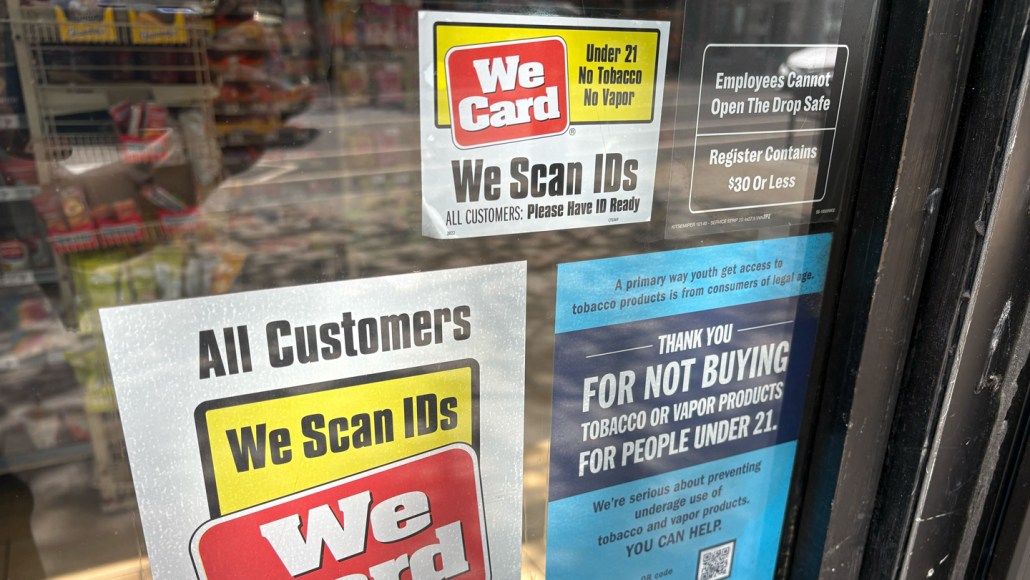 We
Card
®
Under 21
No Tobacco
No Vapor
We Scan IDs
ALL CUSTOMERS: Please Have ID Ready
Employees Cannot
Open The Drop Safe
Register Contains
$30 Or Less
All Customers
We Scan IDs
We
Card
A primary way youth get access to
tobacco products is from consumers of legal age.
THANK YOU
FOR NOT BUYING
TOBACCO OR VAPOR PRODUCTS
FOR PEOPLE UNDER 21.
We're serious about preventing
underage use of
tobacco and vapor products.
YOU CAN HELP.
QR code